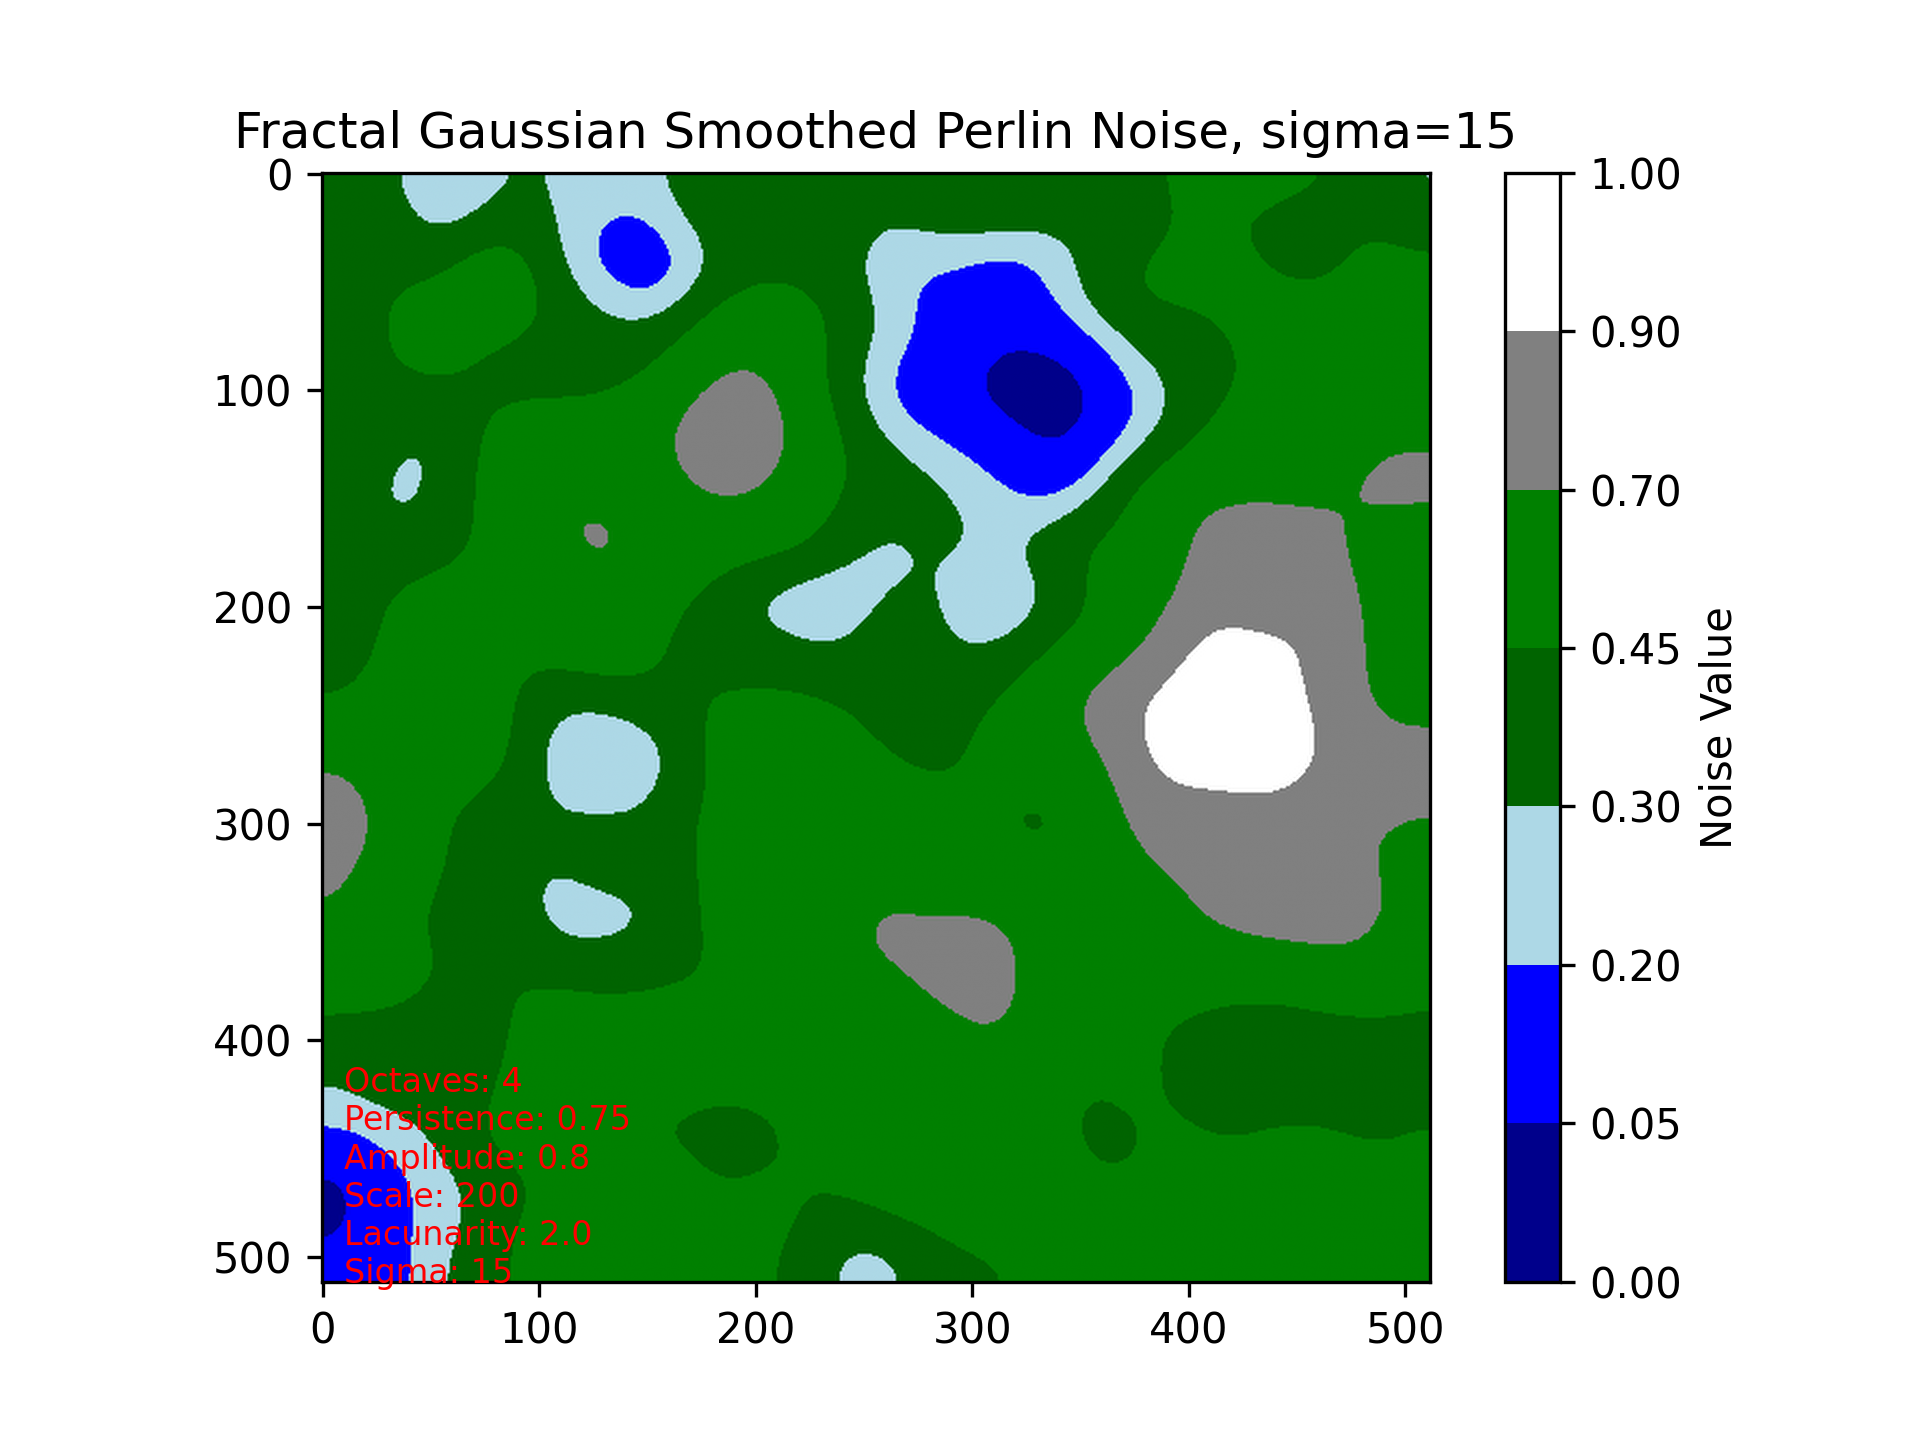 Fractal Gaussian Smoothed Perlin Noise, sigma=15
0
100
200
300
400
500
Octaves: 4
Persistence: 0.75
Amplitude: 0.8
Scale: 200
Lacunarity: 2.0
Sigma: 15
0 100 200 300 400 500
1.00
0.90
0.70
0.45
0.30
0.20
0.05
0.00
Noise Value